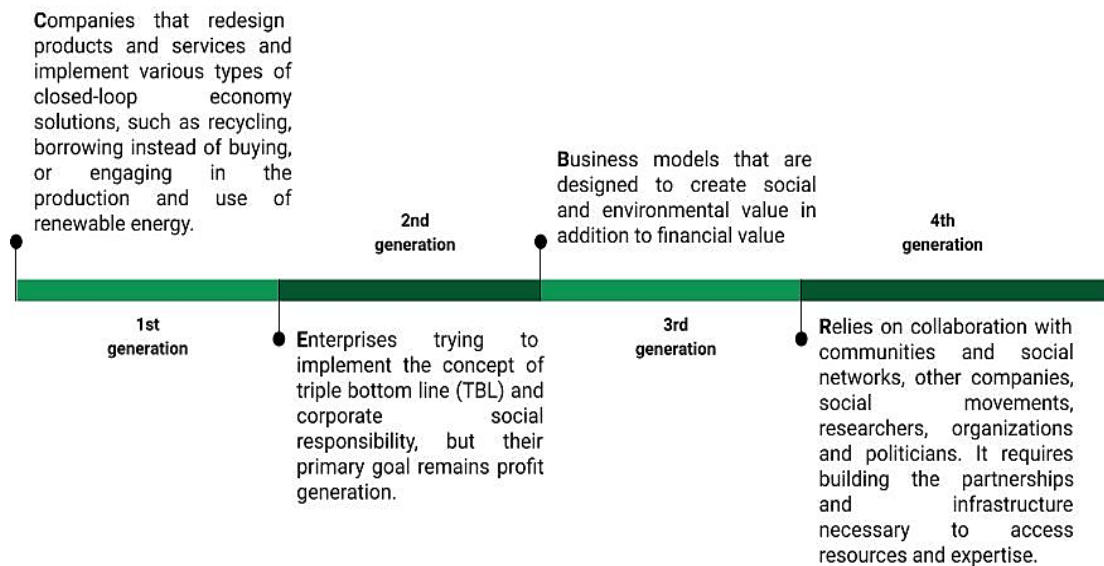 Companies that redesign
products and services and
implement various types of
closed-loop economy
solutions, such as recycling,
borrowing instead of buying,
or engaging in the
production and use of
renewable energy.
1st
generation
2nd
generation
Enterprises trying to
implement the concept of
triple bottom line (TBL) and
corporate social
responsibility, but their
primary goal remains profit
generation.
Business models that are
designed to create social
and environmental value in
addition to financial value
3rd
generation
4th
generation
Relies on collaboration with
communities and social
networks, other companies,
social movements,
researchers, organizations
and politicians. It requires
building the partnerships
and infrastructure
necessary to access
resources and expertise.